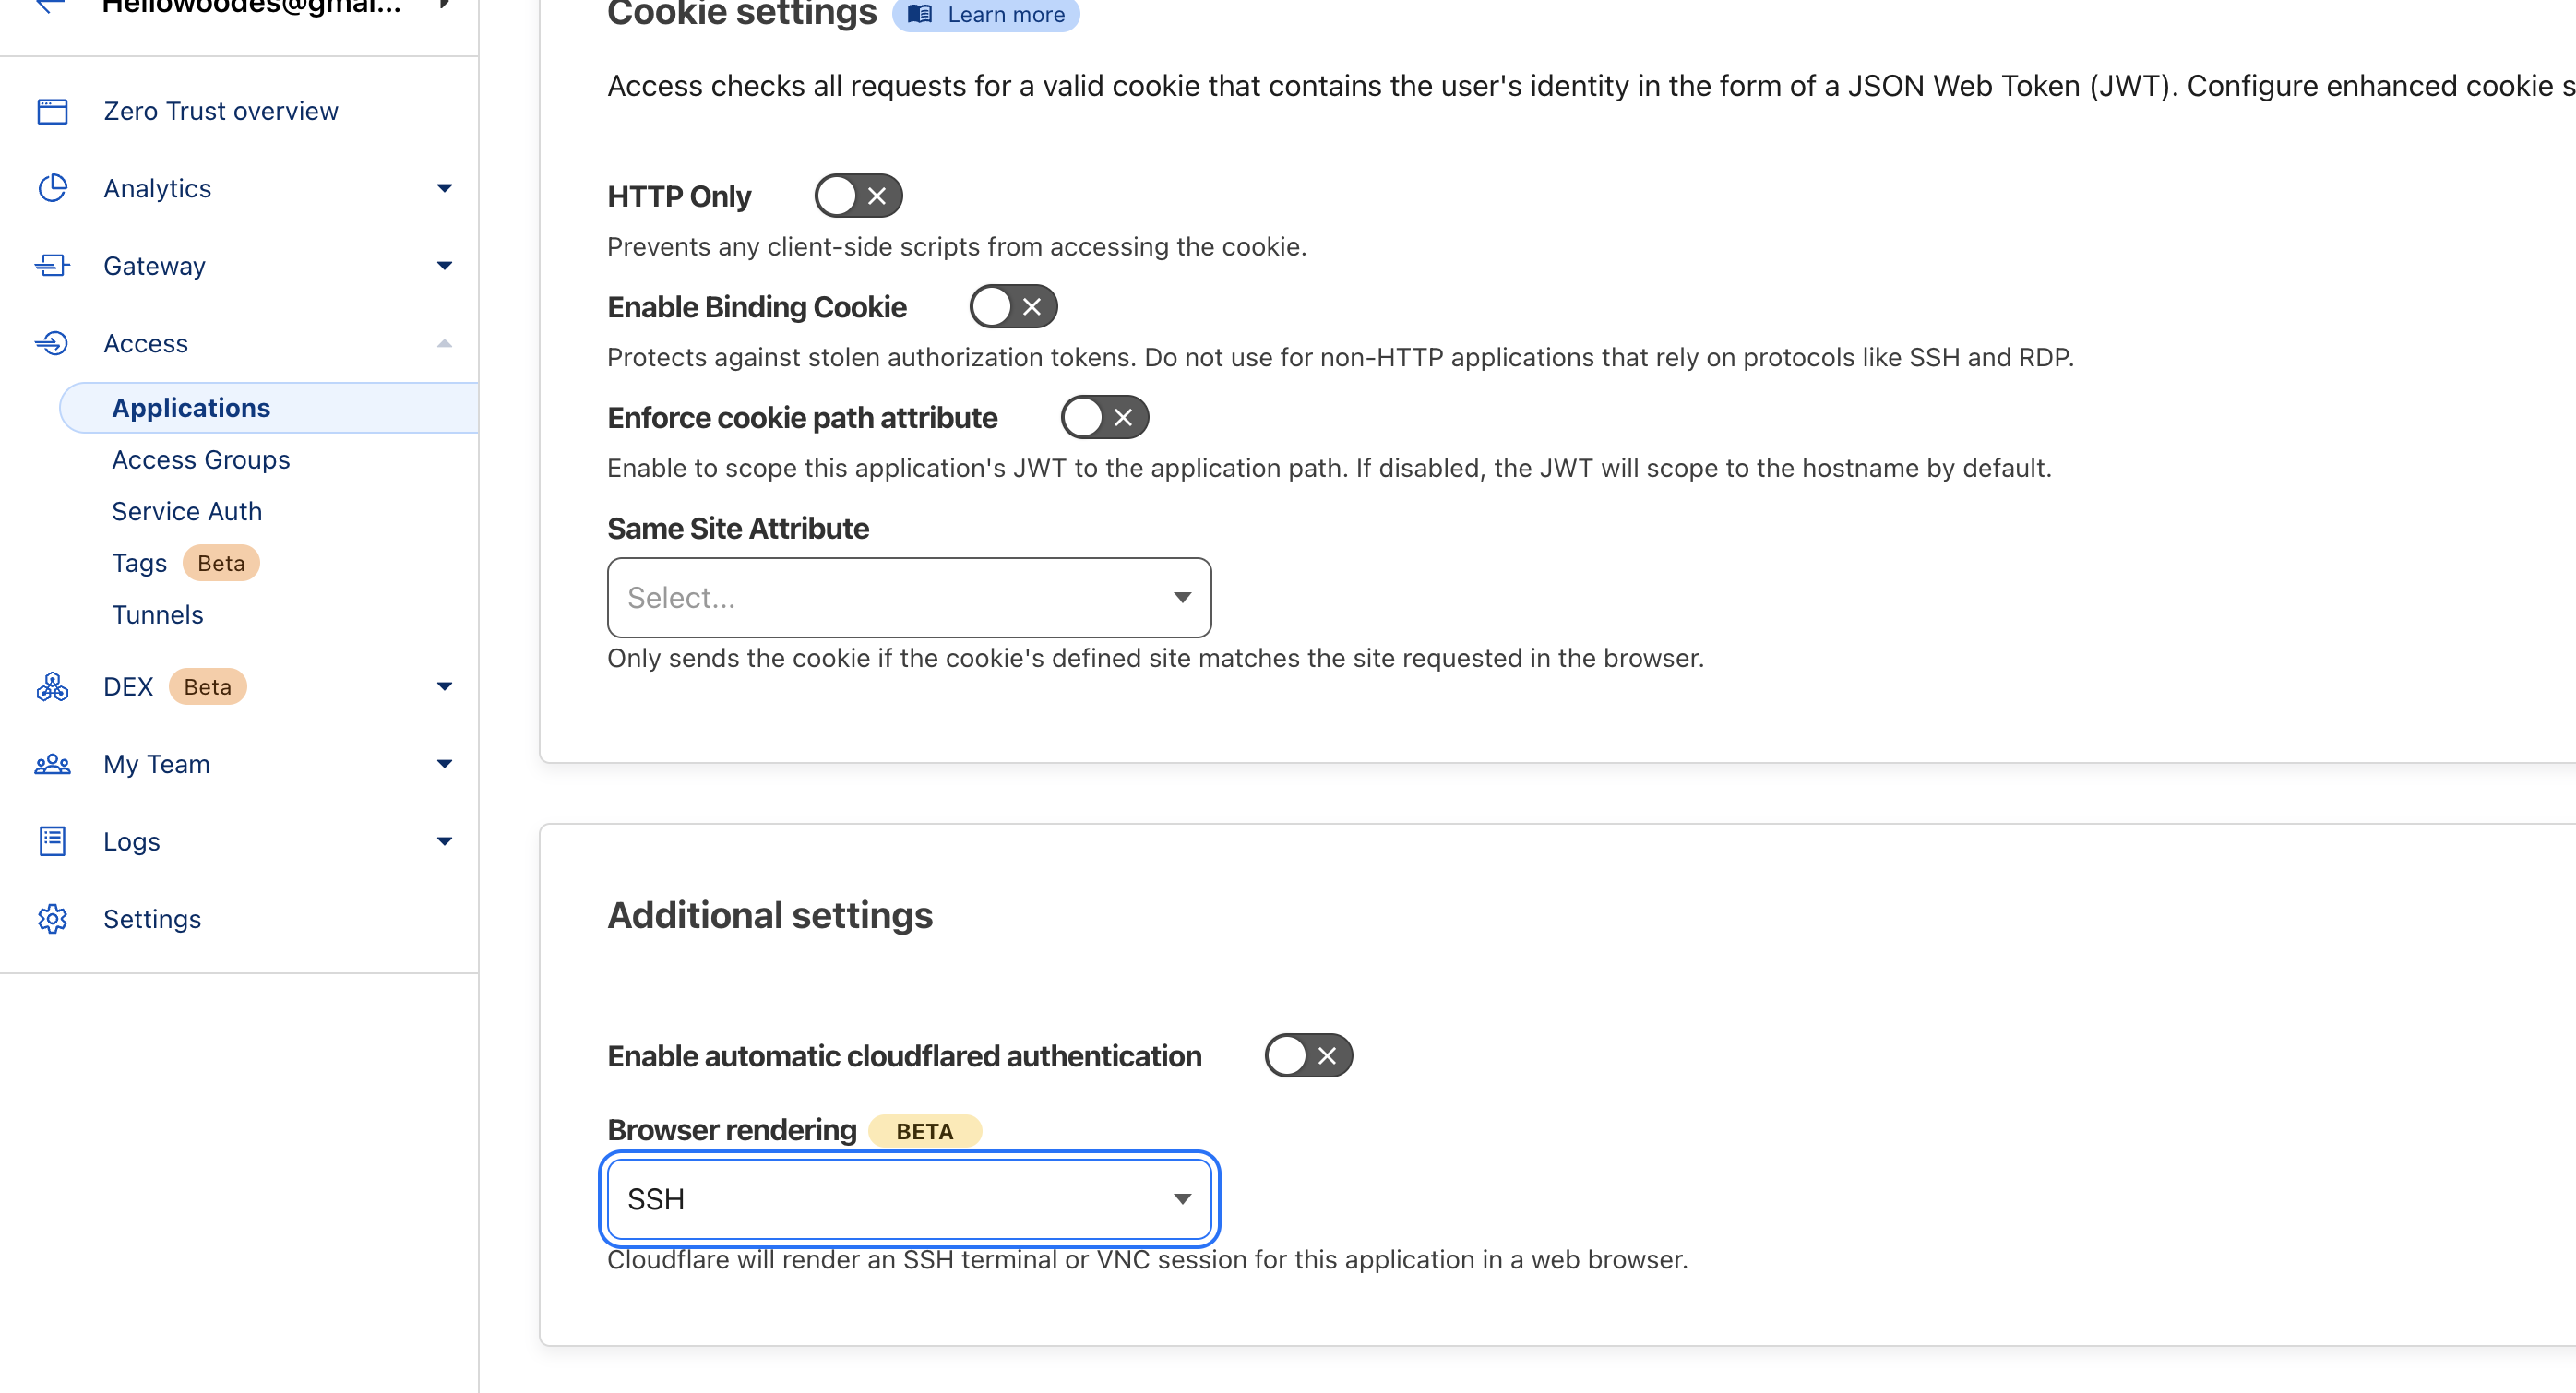 Hellowoodes@gmai...
Zero Trust overview
Analytics
Gateway
Access
Applications
Access Groups
Service Auth
Tags Beta
Tunnels
DEX Beta
My Team
Logs
Settings
Cookie settings Learn more
Access checks all requests for a valid cookie that contains the user's identity in the form of a JSON Web Token (JWT). Configure enhanced cookie s
HTTP Only
Prevents any client-side scripts from accessing the cookie.
Enable Binding Cookie
Protects against stolen authorization tokens. Do not use for non-HTTP applications that rely on protocols like SSH and RDP.
Enforce cookie path attribute
Enable to scope this application's JWT to the application path. If disabled, the JWT will scope to the hostname by default.
Same Site Attribute
Select...
Only sends the cookie if the cookie's defined site matches the site requested in the browser.
Additional settings
Enable automatic cloudflared authentication
Browser rendering BETA
SSH
Cloudflare will render an SSH terminal or VNC session for this application in a web browser.